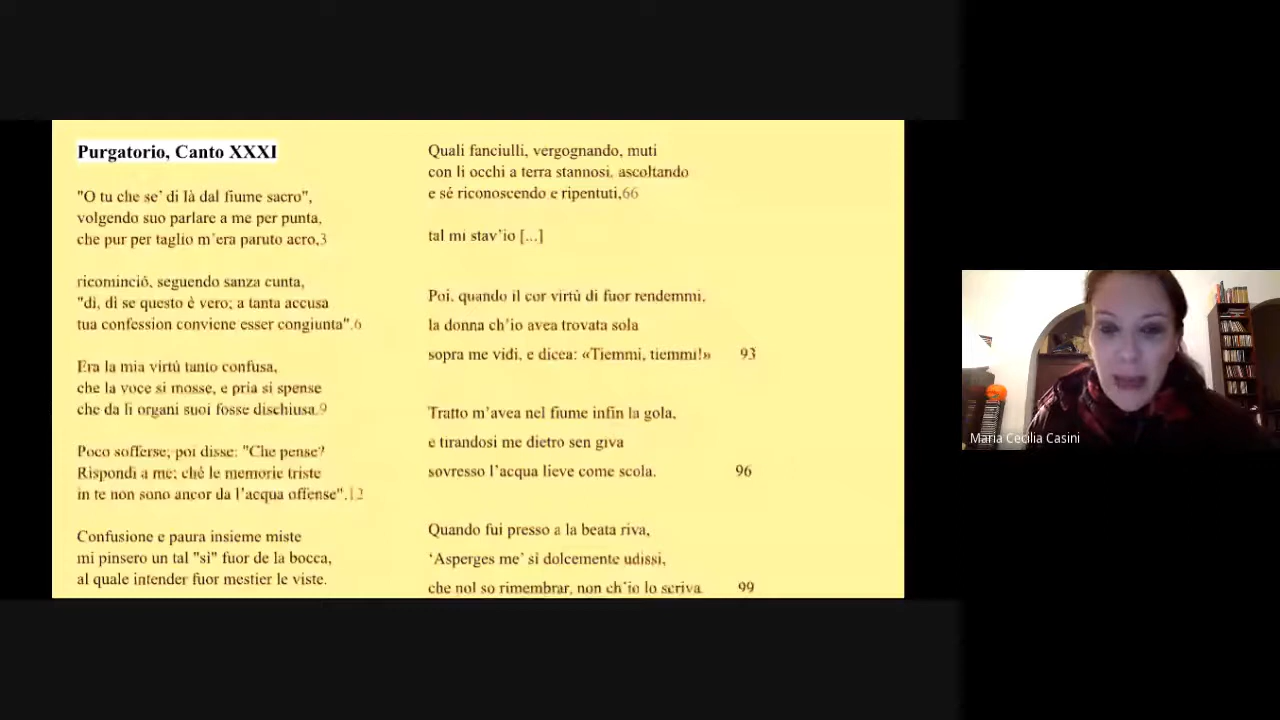 Purgatorio, Canto XXXI
"O tu che se' di là dal fiume sacro",
volgendo suo parlare a me per punta,
che pur per taglio m'era paruto acro,3
ricominciò, seguendo sanza cunta,
"dì, dì se questo è vero; a tanta accusa
tua confession conviene esser congiunta".6
Era la mia virtù tanto confusa,
che la voce si mosse, e pria si spense
che da li organi suoi fosse dischiusa.9
Poco sofferse; poi disse: "Che pense?
Rispondi a me; ché le memorie triste
in te non sono ancor da l'acqua offense".12
Confusione e paura insieme miste
mi pinsero un tal "sì" fuor de la bocca,
al quale intender fuor mestier le viste.
Quali fanciulli, vergognando, muti
con li occhi a terra stannosi, ascoltando
e sé riconoscendo e ripentuti,66
tal mi stav'io [...]
Poi, quando il cor virtù di fuor rendemmi,
la donna ch'io avea trovata sola
sopra me vidi, e dicea: «Tiemmi, tiemmi!» 93
Tratto m'avea nel fiume infin la gola,
e tirandosi me dietro sen giva
sovresso l'acqua lieve come scola. 96
Quando fui presso a la beata riva,
'Asperges me' sì dolcemente udissi,
che nol so rimembrar, non ch'io lo scriva. 99
Maria Cecilia Casini